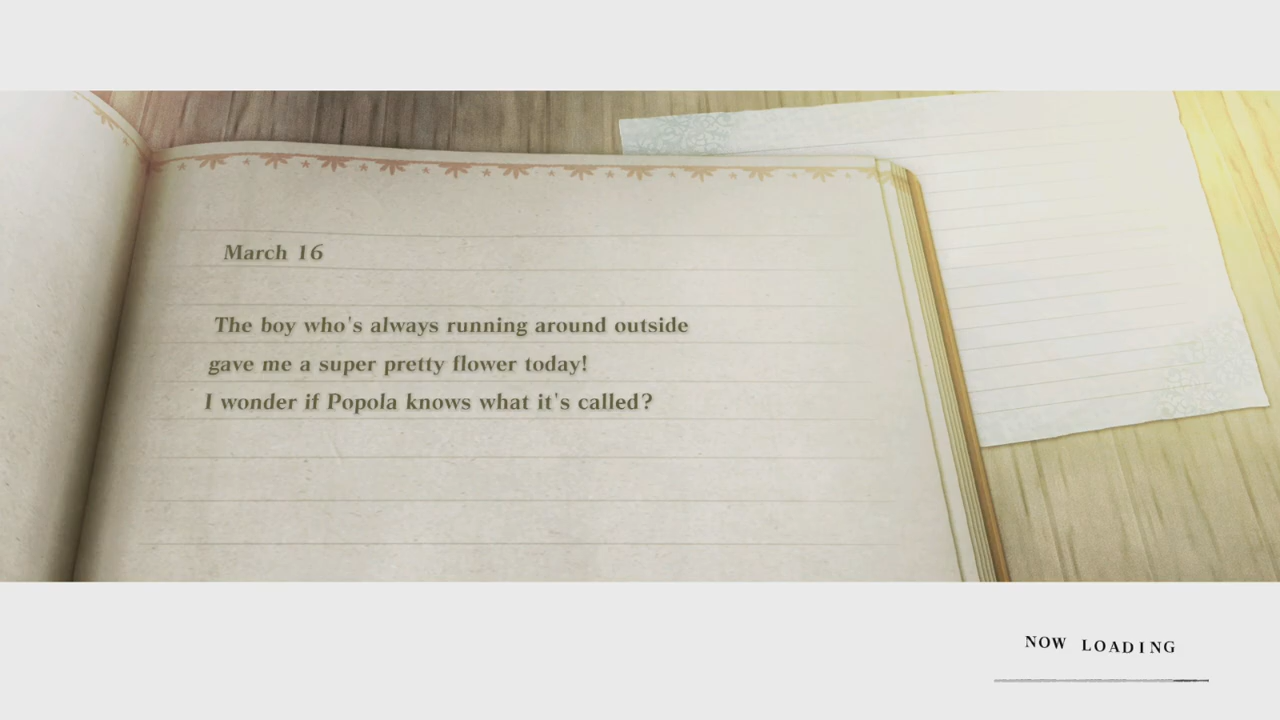 March 16
The boy who's always running around outside
gave me a super pretty flower today!
I wonder if Popola knows what it's called?
NOW LOADING